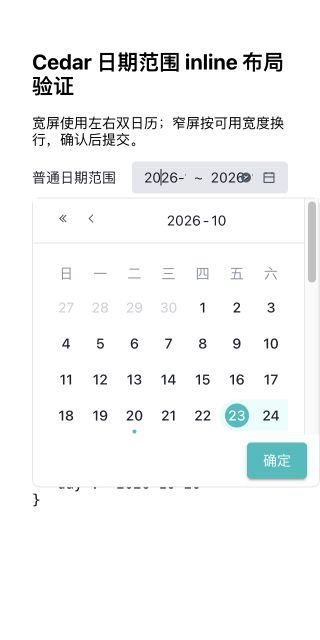 Cedar 日期范围 inline 布局
验证
宽屏使用左右双日历；窄屏按可用宽度换
行，确认后提交。
普通日期范围 2026- ~ 2026
2026-10
日 一 二 三 四 五 六
27 28 29 30 1 2 3
4 5 6 7 8 9 10
11 12 13 14 15 16 17
18 19 20 21 22 23 24
确定
}